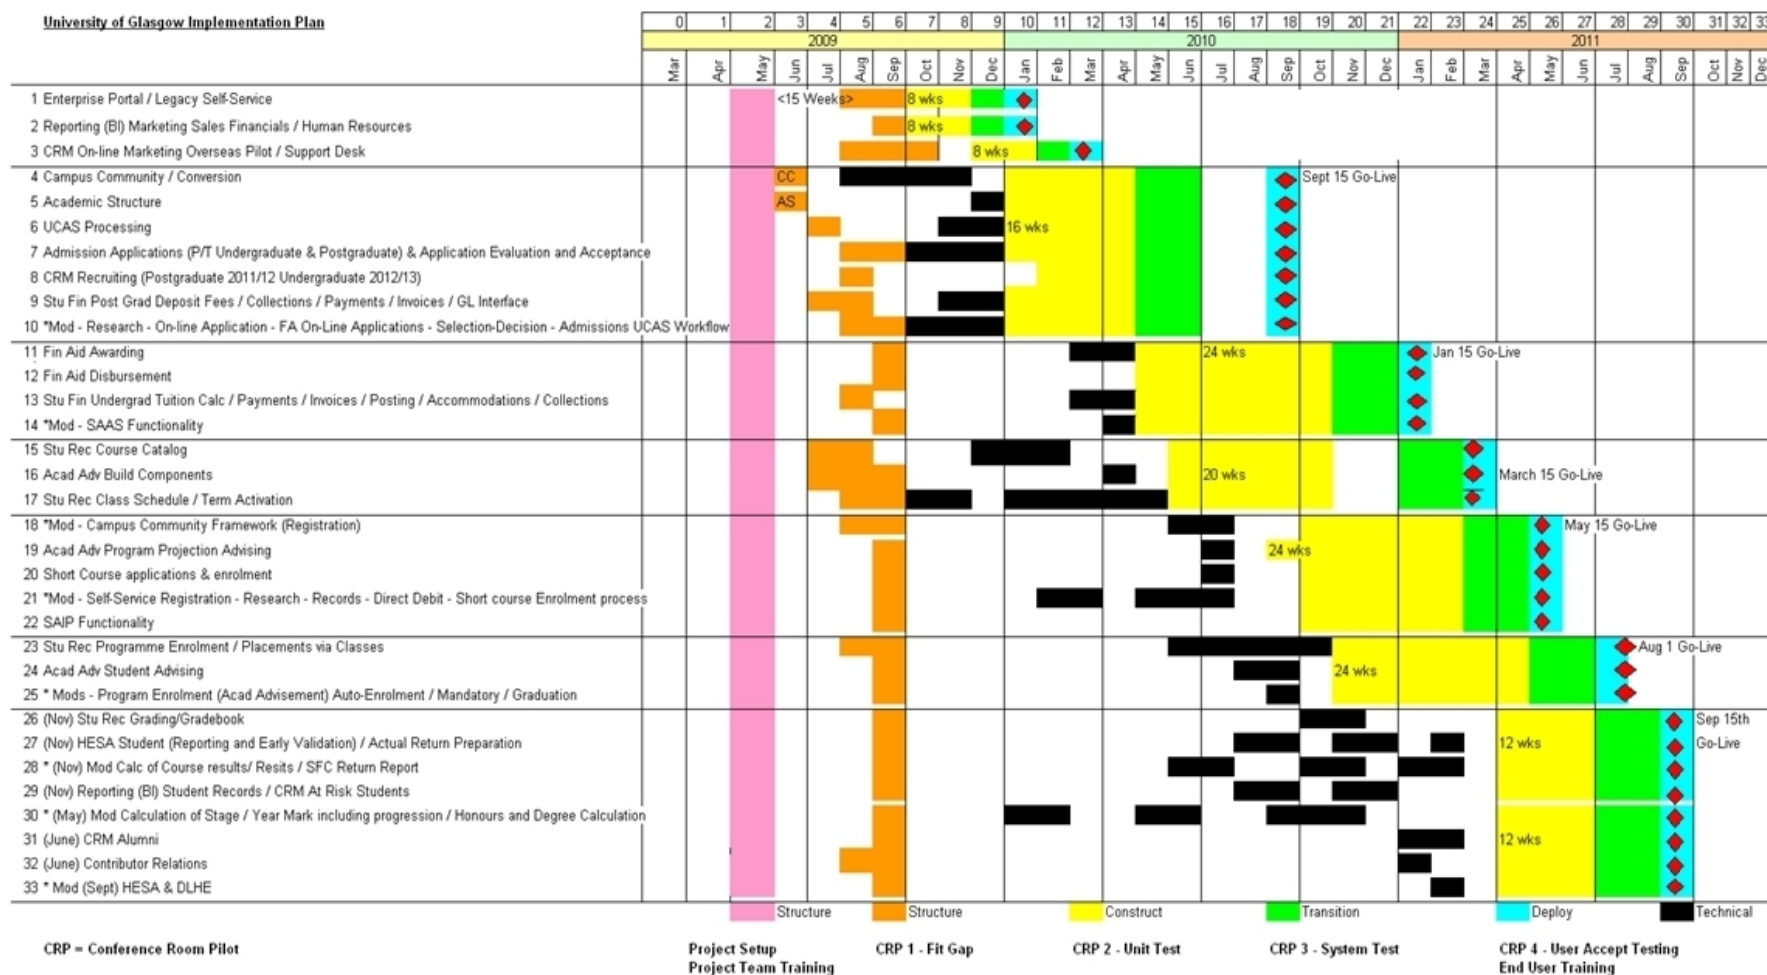 University of Glasgow Implementation Plan
0 1 2 3 4 5 6 7 8 9 10 11 12 13 14 15 16 17 18 19 20 21 22 23 24 25 26 27 28 29 30 31 32 33
2009 2010 2011
Mar Apr May Jun Jul Aug Sep Oct Nov Dec Jan Feb Mar Apr May Jun Jul Aug Sep Oct Nov Dec Jan Feb Mar Apr May Jun Jul Aug Sep Oct Nov Dec
1 Enterprise Portal / Legacy Self-Service <15 Weeks> 8 wks
2 Reporting (BI) Marketing Sales Financials / Human Resources 8 wks
3 CRM On-line Marketing Overseas Pilot / Support Desk 8 wks
4 Campus Community / Conversion CC Sept 15 Go-Live
5 Academic Structure AS
6 UCAS Processing 16 wks
7 Admission Applications (P/T Undergraduate & Postgraduate) & Application Evaluation and Acceptance
8 CRM Recruiting (Postgraduate 2011/12 Undergraduate 2012/13)
9 Stu Fin Post Grad Deposit Fees / Collections / Payments / Invoices / GL Interface
10 *Mod - Research - On-line Application - FA On-Line Applications - Selection-Decision - Admissions UCAS Workflow
11 Fin Aid Awarding 24 wks Jan 15 Go-Live
12 Fin Aid Disbursement
13 Stu Fin Undergrad Tuition Calc / Payments / Invoices / Posting / Accommodations / Collections
14 *Mod - SAAS Functionality
15 Stu Rec Course Catalog
16 Acad Adv Build Components 20 wks March 15 Go-Live
17 Stu Rec Class Schedule / Term Activation
18 *Mod - Campus Community Framework (Registration) May 15 Go-Live
19 Acad Adv Program Projection Advising 24 wks
20 Short Course applications & enrolment
21 *Mod - Self-Service Registration - Research - Records - Direct Debit - Short course Enrolment process
22 SAIP Functionality
23 Stu Rec Programme Enrolment / Placements via Classes Aug 1 Go-Live
24 Acad Adv Student Advising 24 wks
25 * Mods - Program Enrolment (Acad Advisement) Auto-Enrolment / Mandatory / Graduation
26 (Nov) Stu Rec Grading/Gradebook Sep 15th
27 (Nov) HESA Student (Reporting and Early Validation) / Actual Return Preparation 12 wks Go-Live
28 * (Nov) Mod Calc of Course results/ Resits / SFC Return Report
29 (Nov) Reporting (BI) Student Records / CRM At Risk Students
30 * (May) Mod Calculation of Stage / Year Mark including progression / Honours and Degree Calculation
31 (June) CRM Alumni 12 wks
32 (June) Contributor Relations
33 * Mod (Sept) HESA & DLHE
Structure Structure Construct Transition Deploy Technical
CRP = Conference Room Pilot Project Setup CRP 1 - Fit Gap CRP 2 - Unit Test CRP 3 - System Test CRP 4 - User Accept Testing
Project Team Training End User Training